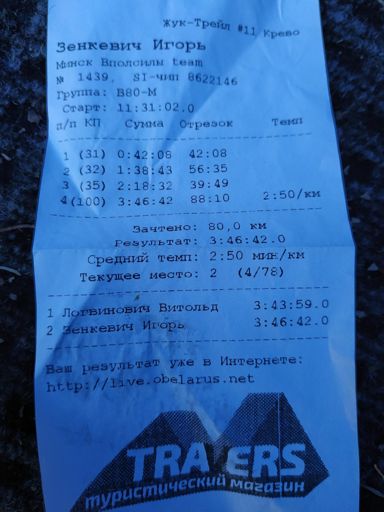 Жук-Трейл #11 Крево
Зенкевич Игорь
Минск Вполсилы team
№ 1439, SI-чип 8622146
Группа: B80-М
Старт: 11:31:02.0
п/п КП Сумма Отрезок Темп
1 (31) 0:42:08 42:08
2 (32) 1:38:43 56:35
3 (35) 2:18:32 39:49
4(100) 3:46:42 88:10 2:50/км
Зачтено: 80,0 км
Результат: 3:46:42.0
Средний темп: 2:50 мин/км
Текущее место: 2 (4/78)
1 Логвинович Витольд 3:43:59.0
2 Зенкевич Игорь 3:46:42.0
Ваш результат уже в Интернете:
http://live.obelarus.net
TRAVERS
туристический магазин